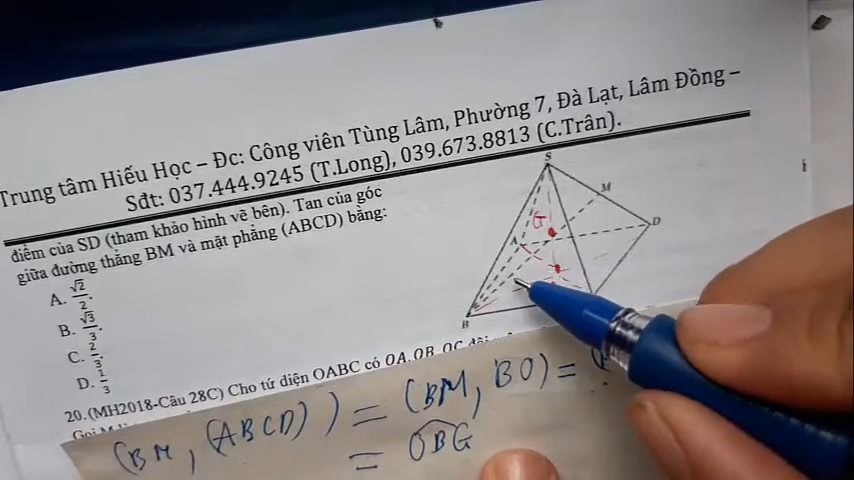 Trung tâm Hiếu Học – Đc: Công viên Tùng Lâm, Phường 7, Đà Lạt, Lâm Đồng –
Sđt: 037.444.9245 (T.Long), 039.673.8813 (C.Trân).
điểm của SD (tham khảo hình vẽ bên). Tan của góc
giữa đường thẳng BM và mặt phẳng (ABCD) bằng:
A. √2/2.
B. √3/3.
C. 2/3.
D. 1/3
S
M
G
D
A
B
20.(MH2018-Câu 28C) Cho tứ diện OABC có OA, OB, OC đôi
Gọi M
(BM, (ABCD)) = (BM, BO) =
= OBG